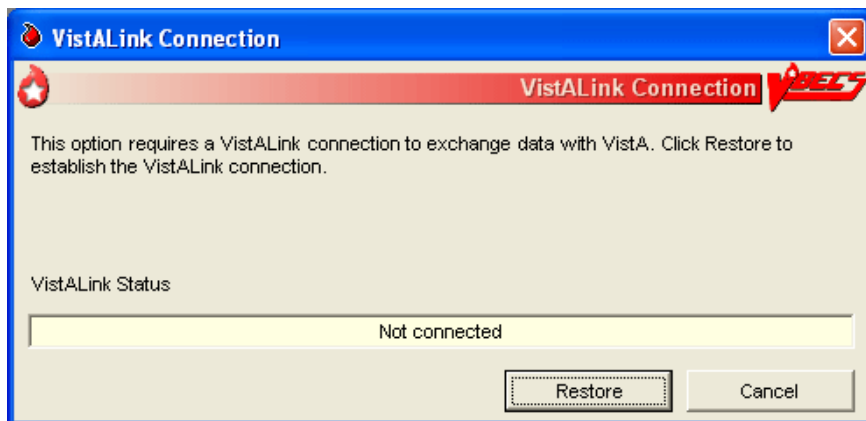 VistALink Connection
VistALink Connection VBECS
This option requires a VistALink connection to exchange data with VistA. Click Restore to
establish the VistALink connection.
VistALink Status
Not connected
Restore Cancel